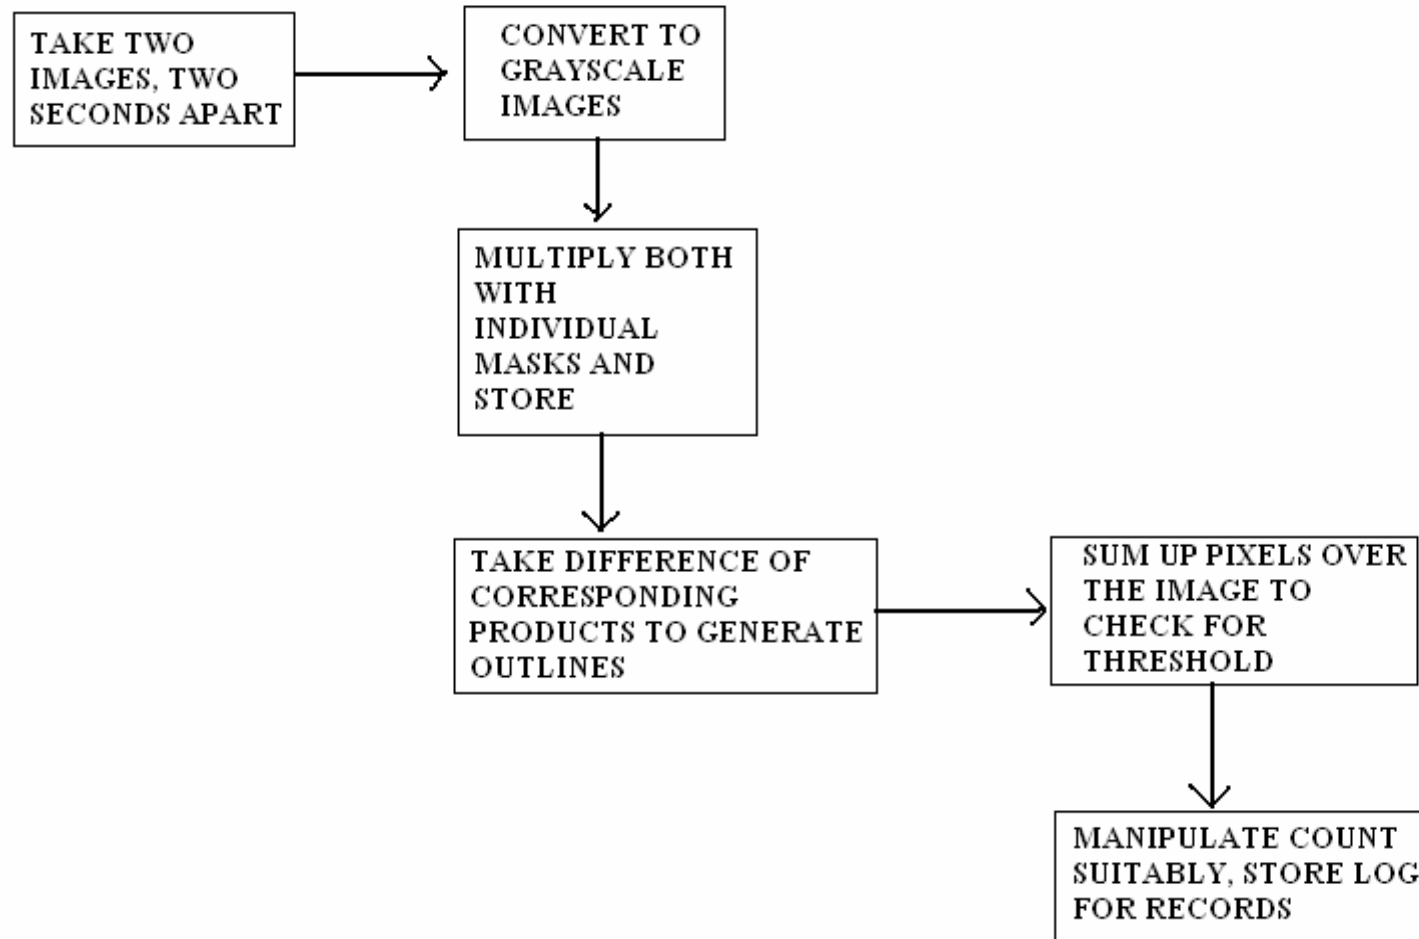 TAKE TWO
IMAGES, TWO
SECONDS APART
CONVERT TO
GRAYSCALE
IMAGES
MULTIPLY BOTH
WITH
INDIVIDUAL
MASKS AND
STORE
TAKE DIFFERENCE OF
CORRESPONDING
PRODUCTS TO GENERATE
OUTLINES
SUM UP PIXELS OVER
THE IMAGE TO
CHECK FOR
THRESHOLD
MANIPULATE COUNT
SUITABLY, STORE LOG
FOR RECORDS